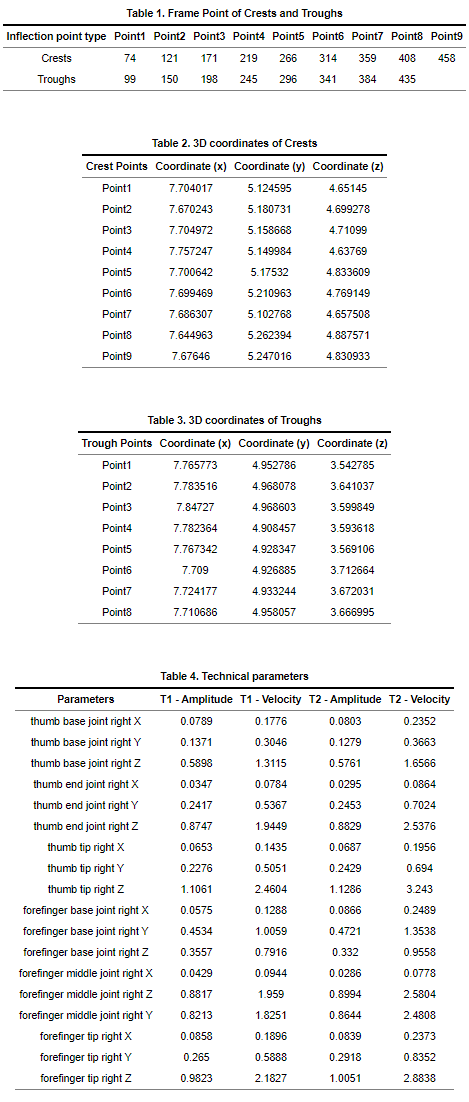 Table 1. Frame Point of Crests and Troughs
Inflection point type Point1 Point2 Point3 Point4 Point5 Point6 Point7 Point8 Point9
Crests 74 121 171 219 266 314 359 408 458
Troughs 99 150 198 245 296 341 384 435
Table 2. 3D coordinates of Crests
Crest Points Coordinate (x) Coordinate (y) Coordinate (z)
Point1 7.704017 5.124595 4.65145
Point2 7.670243 5.180731 4.699278
Point3 7.704972 5.158668 4.71099
Point4 7.757247 5.149984 4.63769
Point5 7.700642 5.17532 4.833609
Point6 7.699469 5.210963 4.769149
Point7 7.686307 5.102768 4.657508
Point8 7.644963 5.262394 4.887571
Point9 7.67646 5.247016 4.830933
Table 3. 3D coordinates of Troughs
Trough Points Coordinate (x) Coordinate (y) Coordinate (z)
Point1 7.765773 4.952786 3.542785
Point2 7.783516 4.968078 3.641037
Point3 7.84727 4.968603 3.599849
Point4 7.782364 4.908457 3.593618
Point5 7.767342 4.928347 3.569106
Point6 7.709 4.926885 3.712664
Point7 7.724177 4.933244 3.672031
Point8 7.710686 4.958057 3.666995
Table 4. Technical parameters
Parameters T1 - Amplitude T1 - Velocity T2 - Amplitude T2 - Velocity
thumb base joint right X 0.0789 0.1776 0.0803 0.2352
thumb base joint right Y 0.1371 0.3046 0.1279 0.3663
thumb base joint right Z 0.5898 1.3115 0.5761 1.6566
thumb end joint right X 0.0347 0.0784 0.0295 0.0864
thumb end joint right Y 0.2417 0.5367 0.2453 0.7024
thumb end joint right Z 0.8747 1.9449 0.8829 2.5376
thumb tip right X 0.0653 0.1435 0.0687 0.1956
thumb tip right Y 0.2276 0.5051 0.2429 0.694
thumb tip right Z 1.1061 2.4604 1.1286 3.243
forefinger base joint right X 0.0575 0.1288 0.0866 0.2489
forefinger base joint right Y 0.4534 1.0059 0.4721 1.3538
forefinger base joint right Z 0.3557 0.7916 0.332 0.9558
forefinger middle joint right X 0.0429 0.0944 0.0286 0.0778
forefinger middle joint right Z 0.8817 1.959 0.8994 2.5804
forefinger middle joint right Y 0.8213 1.8251 0.8644 2.4808
forefinger tip right X 0.0858 0.1896 0.0839 0.2373
forefinger tip right Y 0.265 0.5888 0.2918 0.8352
forefinger tip right Z 0.9823 2.1827 1.0051 2.8838